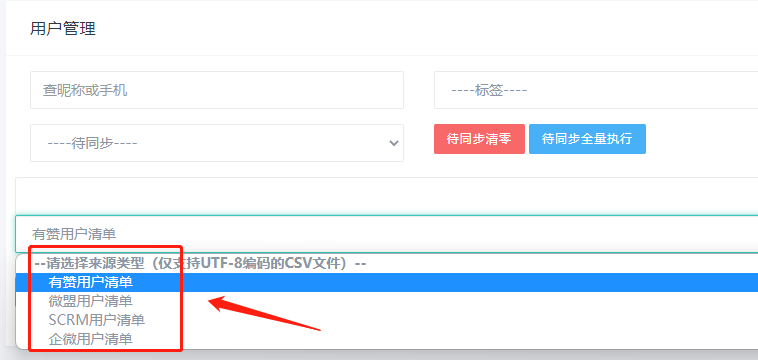 用户管理
查昵称或手机
----标签----
----待同步----
待同步清零
待同步全量执行
有赞用户清单
--请选择来源类型（仅支持UTF-8编码的CSV文件）--
有赞用户清单
微盟用户清单
SCRM用户清单
企微用户清单